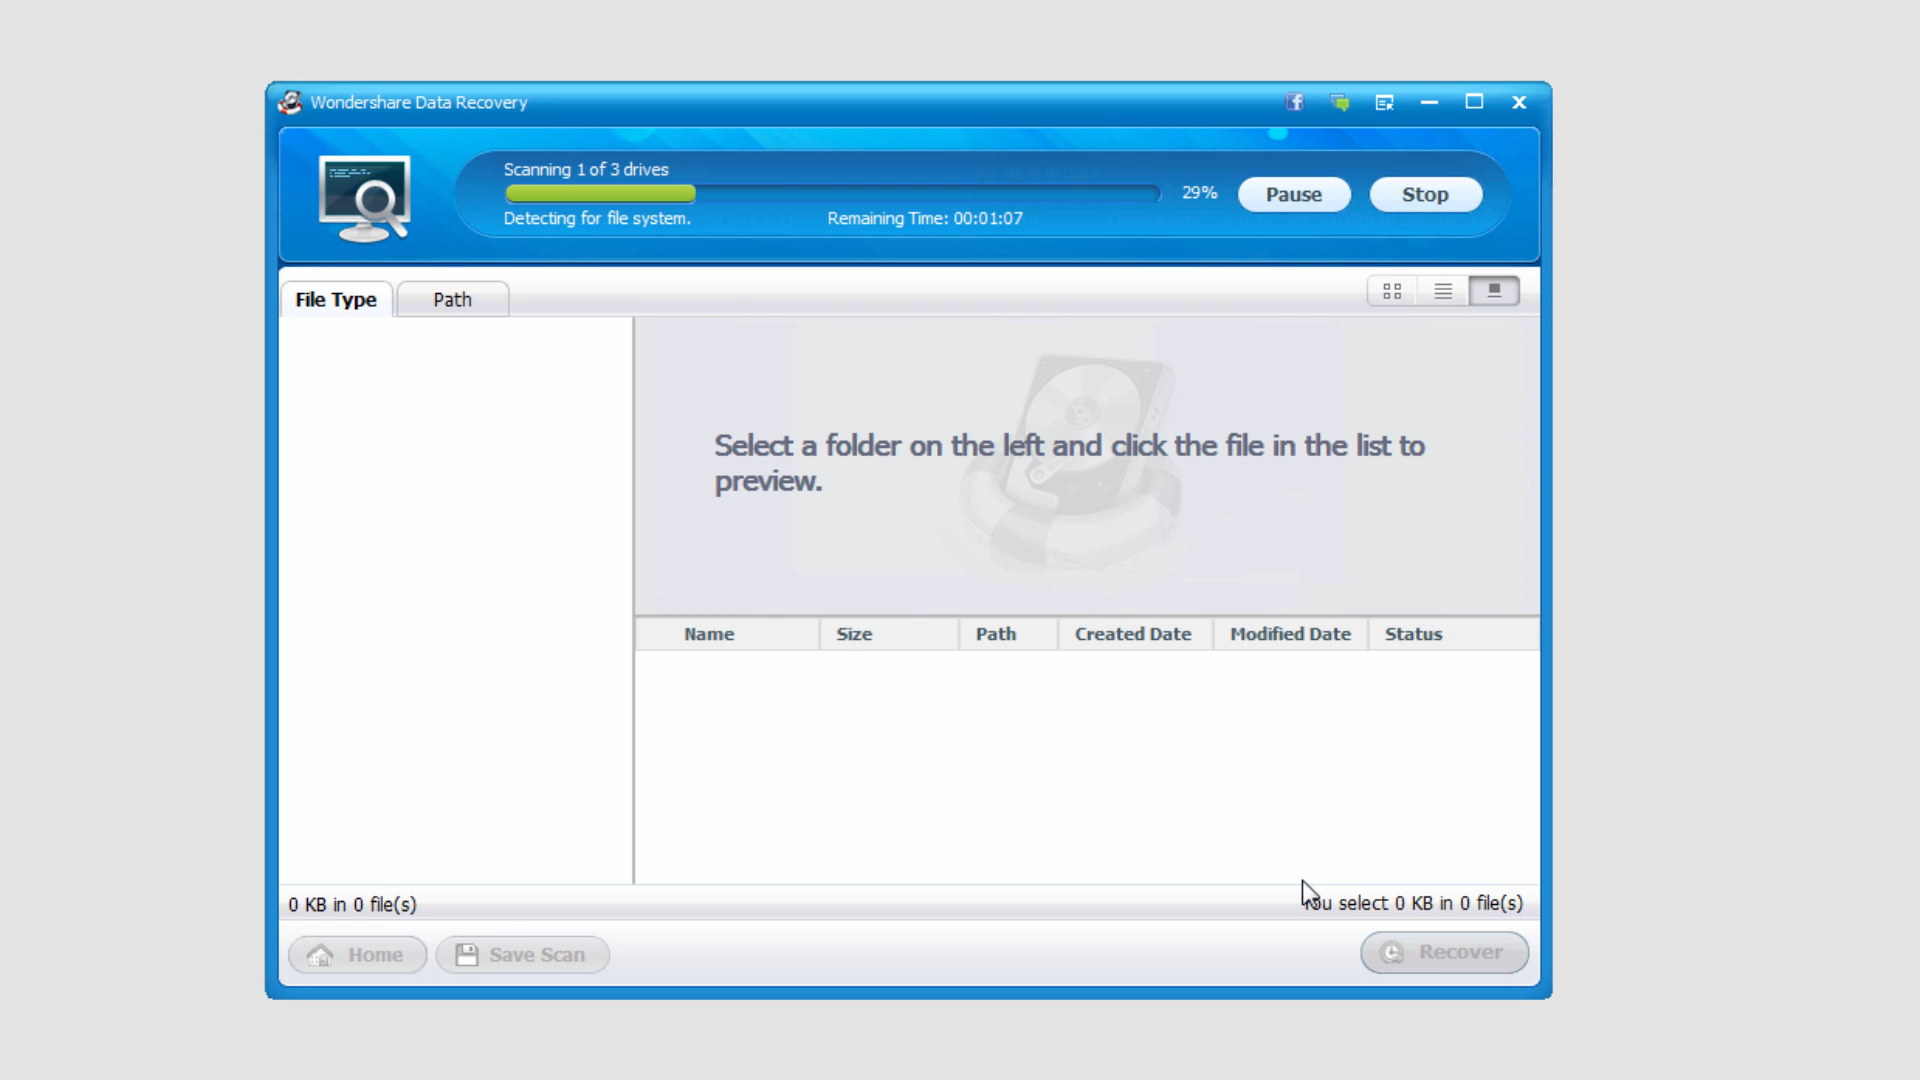 Wondershare Data Recovery
Scanning 1 of 3 drives
29%
Pause
Stop
Detecting for file system.
Remaining Time: 00:01:07
File Type
Path
Select a folder on the left and click the file in the list to
preview.
Name
Size
Path
Created Date
Modified Date
Status
0 KB in 0 file(s)
You select 0 KB in 0 file(s)
Home
Save Scan
Recover